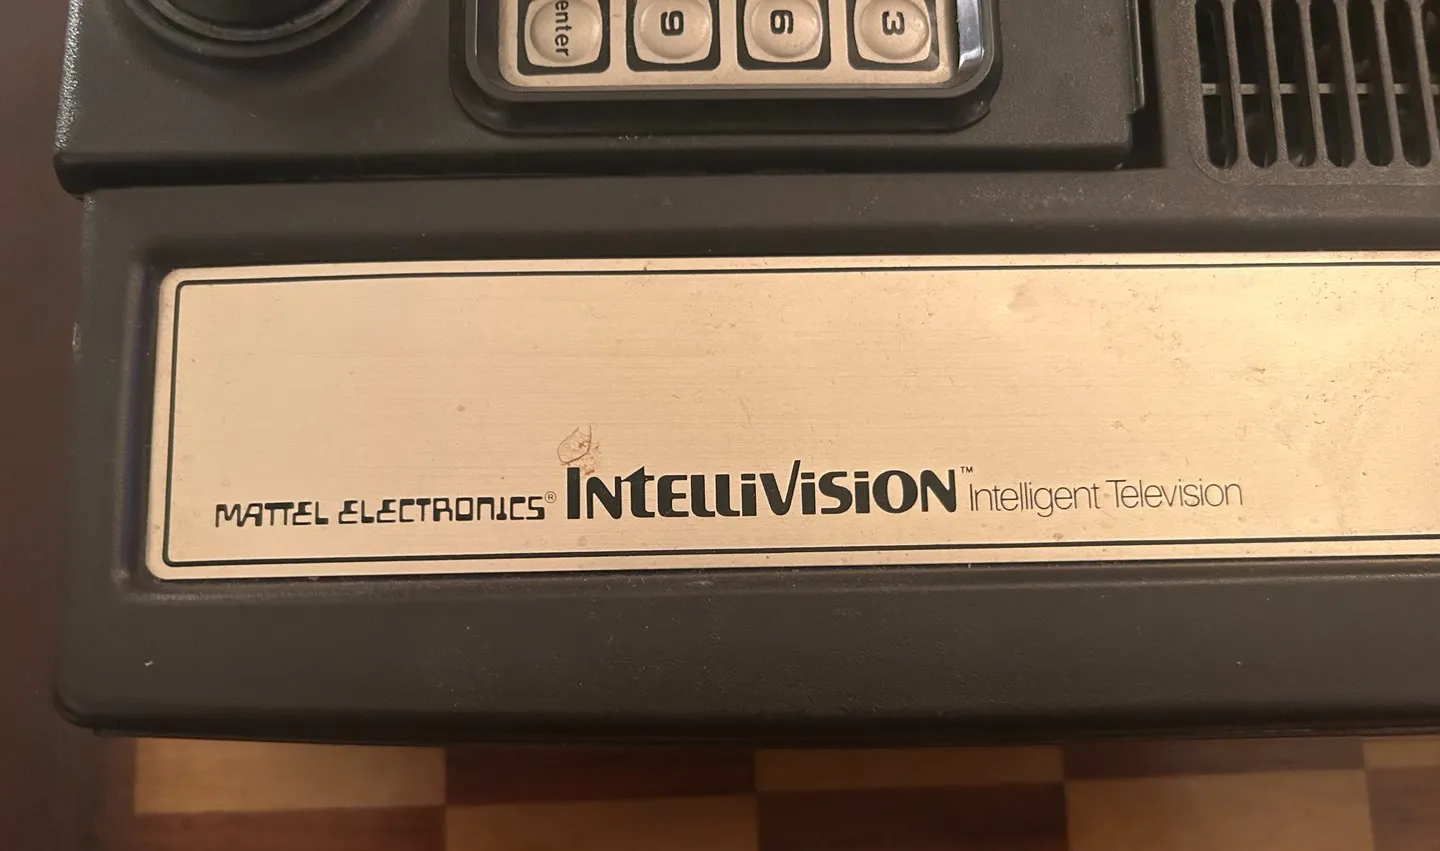 enter 9 6 3
MATTEL ELECTRONICS® INTELLIVISION™ Intelligent Television